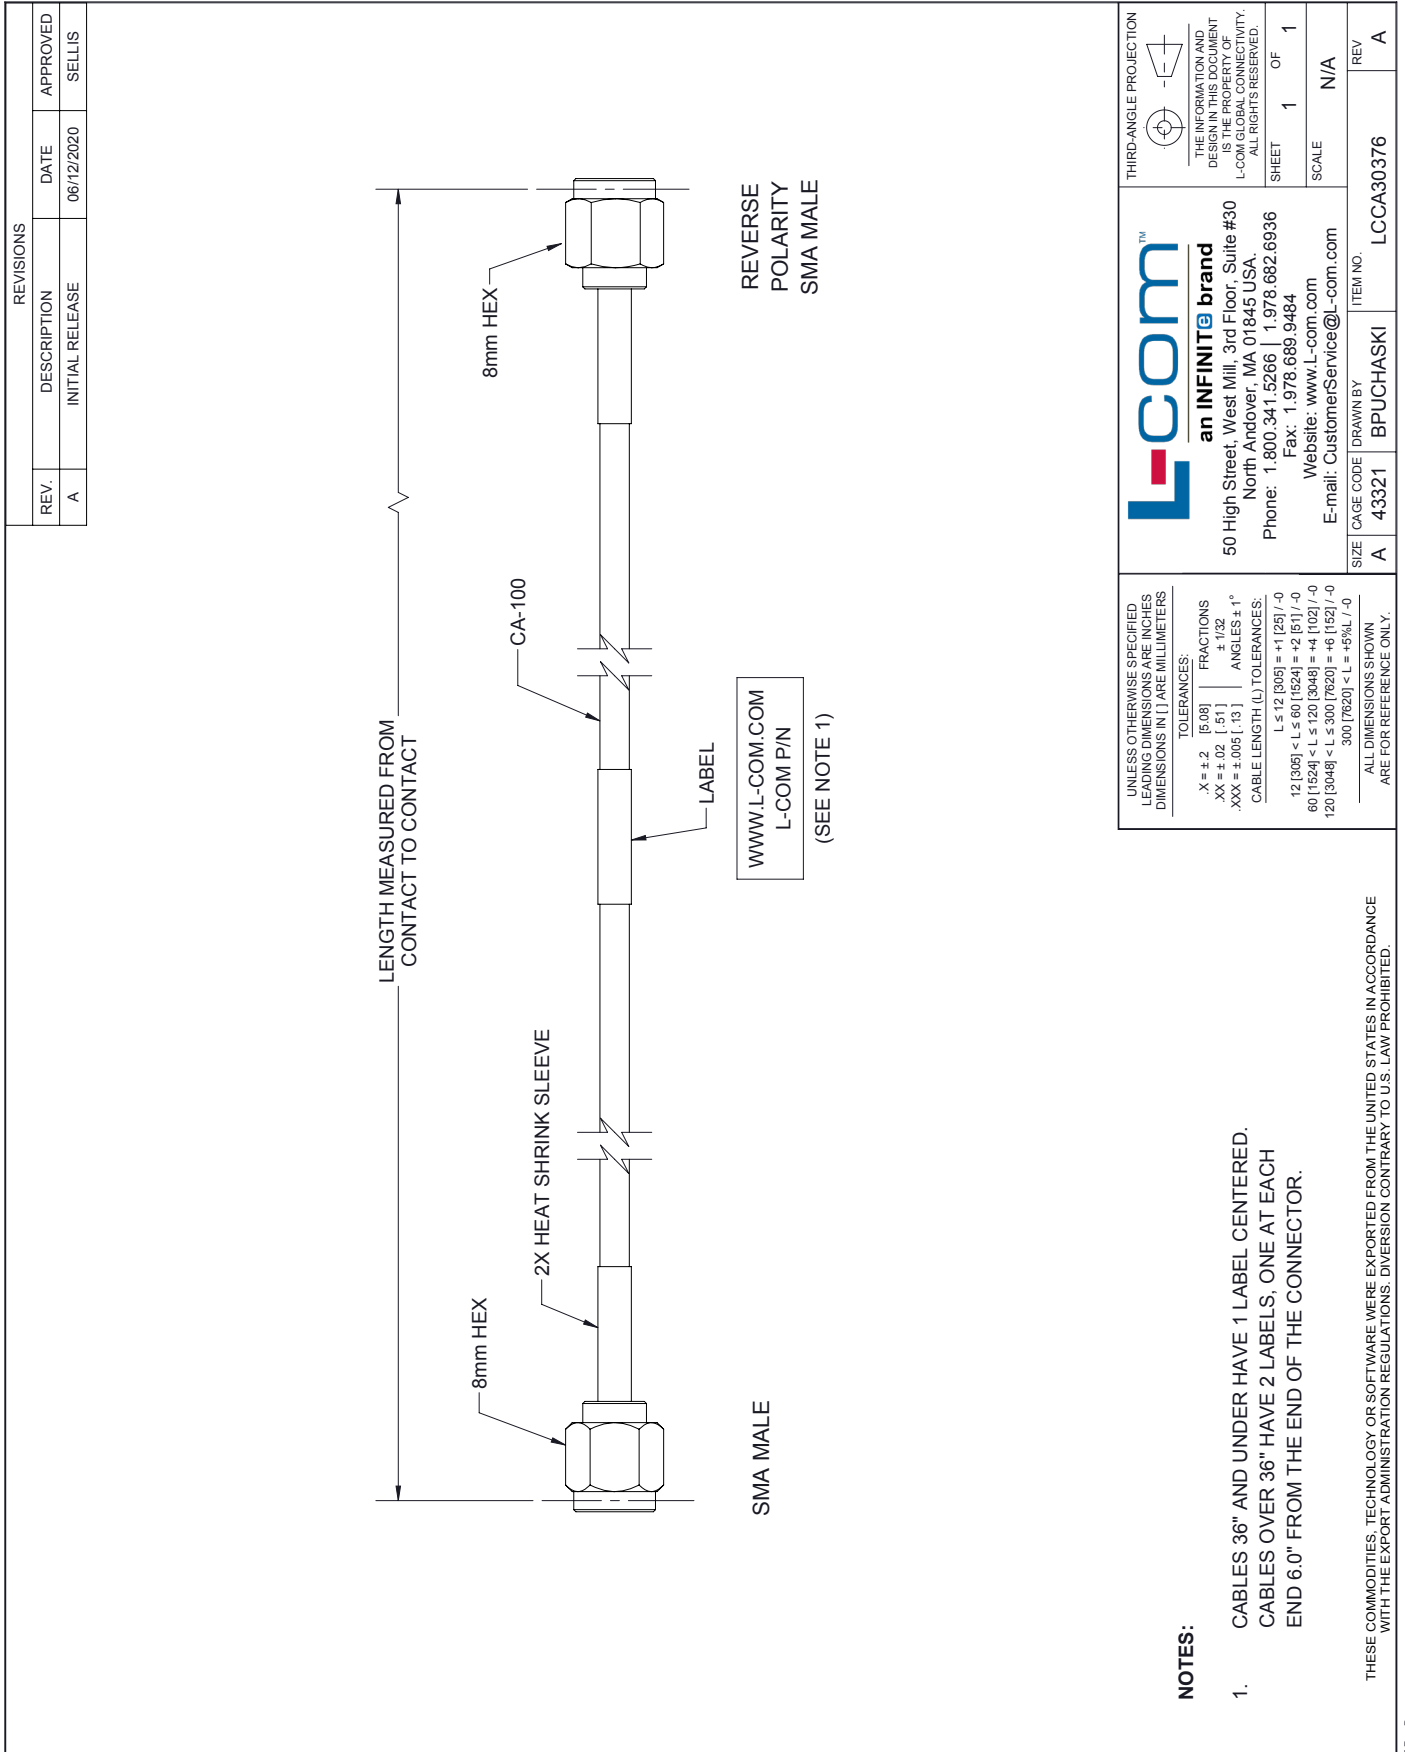 REVISIONS
REV. DESCRIPTION DATE APPROVED
A INITIAL RELEASE 06/12/2020 SELLIS
LENGTH MEASURED FROM
CONTACT TO CONTACT
8mm HEX
2X HEAT SHRINK SLEEVE
CA-100
8mm HEX
LABEL
SMA MALE
WWW.L-COM.COM
L-COM P/N
(SEE NOTE 1)
REVERSE
POLARITY
SMA MALE
NOTES:
1. CABLES 36" AND UNDER HAVE 1 LABEL CENTERED.
CABLES OVER 36" HAVE 2 LABELS, ONE AT EACH
END 6.0" FROM THE END OF THE CONNECTOR.
THESE COMMODITIES, TECHNOLOGY OR SOFTWARE WERE EXPORTED FROM THE UNITED STATES IN ACCORDANCE
WITH THE EXPORT ADMINISTRATION REGULATIONS. DIVERSION CONTRARY TO U.S. LAW PROHIBITED.
UNLESS OTHERWISE SPECIFIED
LEADING DIMENSIONS ARE INCHES
DIMENSIONS IN [ ] ARE MILLIMETERS
TOLERANCES:
.X = ± .2 [5.08] FRACTIONS
.XX = ± .02 [ .51 ] ± 1/32
.XXX = ± .005 [ .13 ] ANGLES ± 1°
CABLE LENGTH (L) TOLERANCES:
L ≤ 12 [305] = +1 [25] / -0
12 [305] < L ≤ 60 [1524] = +2 [51] / -0
60 [1524] < L ≤ 120 [3048] = +4 [102] / -0
120 [3048] < L ≤ 300 [7620] = +6 [152] / -0
300 [7620] < L = +5%L / -0
ALL DIMENSIONS SHOWN
ARE FOR REFERENCE ONLY.
L-com™
an INFINITe brand
50 High Street, West Mill, 3rd Floor, Suite #30
North Andover, MA 01845 USA.
Phone: 1.800.341.5266 | 1.978.682.6936
Fax: 1.978.689.9484
Website: www.L-com.com
E-mail: CustomerService@L-com.com
THIRD-ANGLE PROJECTION
THE INFORMATION AND
DESIGN IN THIS DOCUMENT
IS THE PROPERTY OF
L-COM GLOBAL CONNECTIVITY.
ALL RIGHTS RESERVED.
SHEET 1 OF 1
SCALE N/A
SIZE A
CAGE CODE 43321
DRAWN BY BPUCHASKI
ITEM NO. LCCA30376
REV A